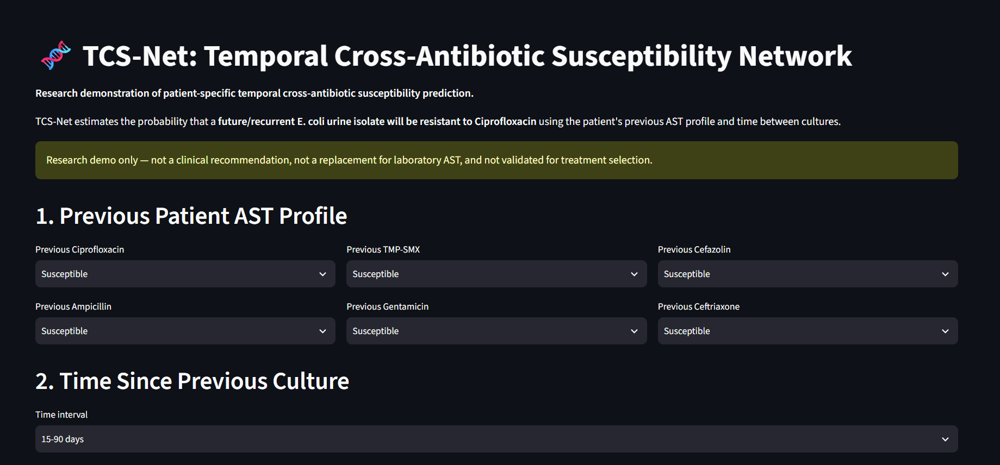 TCS-Net: Temporal Cross-Antibiotic Susceptibility Network
Research demonstration of patient-specific temporal cross-antibiotic susceptibility prediction.
TCS-Net estimates the probability that a future/recurrent E. coli urine isolate will be resistant to Ciprofloxacin using the patient's previous AST profile and time between cultures.
Research demo only — not a clinical recommendation, not a replacement for laboratory AST, and not validated for treatment selection.
1. Previous Patient AST Profile
Previous Ciprofloxacin
Susceptible
Previous TMP-SMX
Susceptible
Previous Cefazolin
Susceptible
Previous Ampicillin
Susceptible
Previous Gentamicin
Susceptible
Previous Ceftriaxone
Susceptible
2. Time Since Previous Culture
Time interval
15-90 days